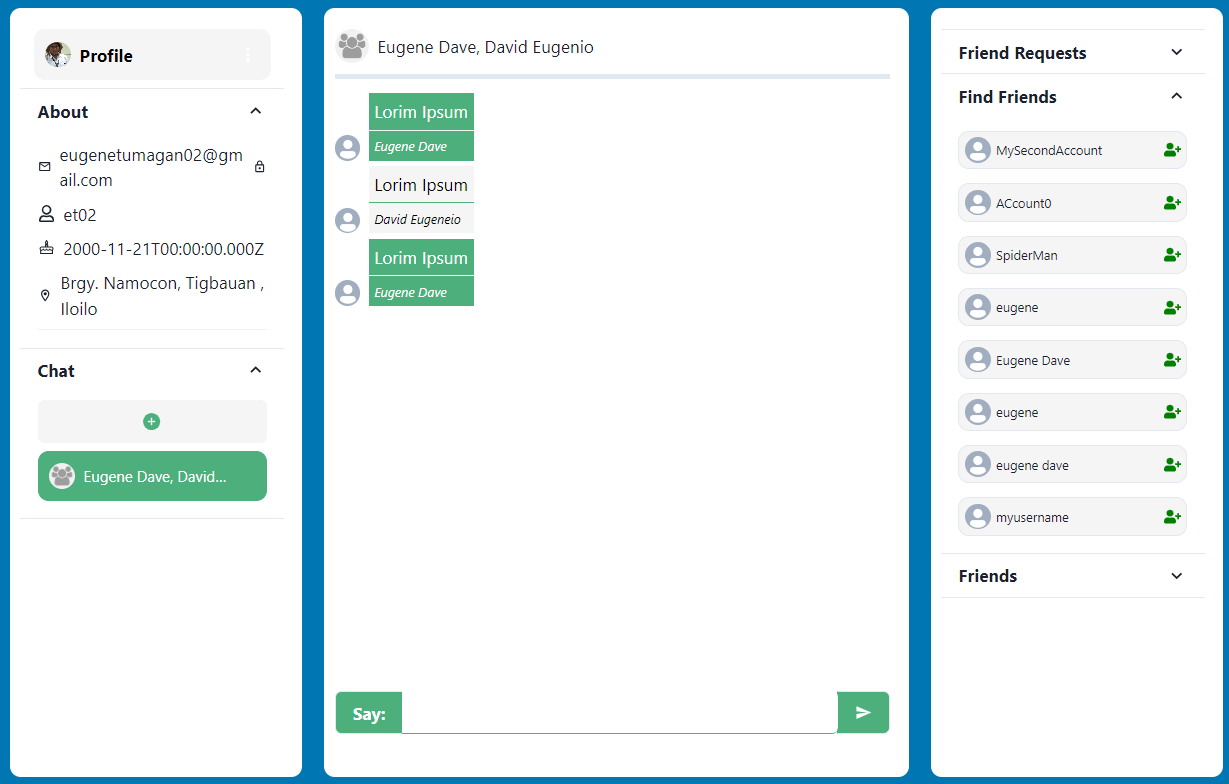 Profile
About
eugenetumagan02@gm
ail.com
et02
2000-11-21T00:00:00.000Z
Brgy. Namocon, Tigbauan ,
Iloilo
Chat
Eugene Dave, David...
Eugene Dave, David Eugenio
Lorim Ipsum
Eugene Dave
Lorim Ipsum
David Eugeneio
Lorim Ipsum
Eugene Dave
Say:
Friend Requests
Find Friends
MySecondAccount
ACcount0
SpiderMan
eugene
Eugene Dave
eugene
eugene dave
myusername
Friends